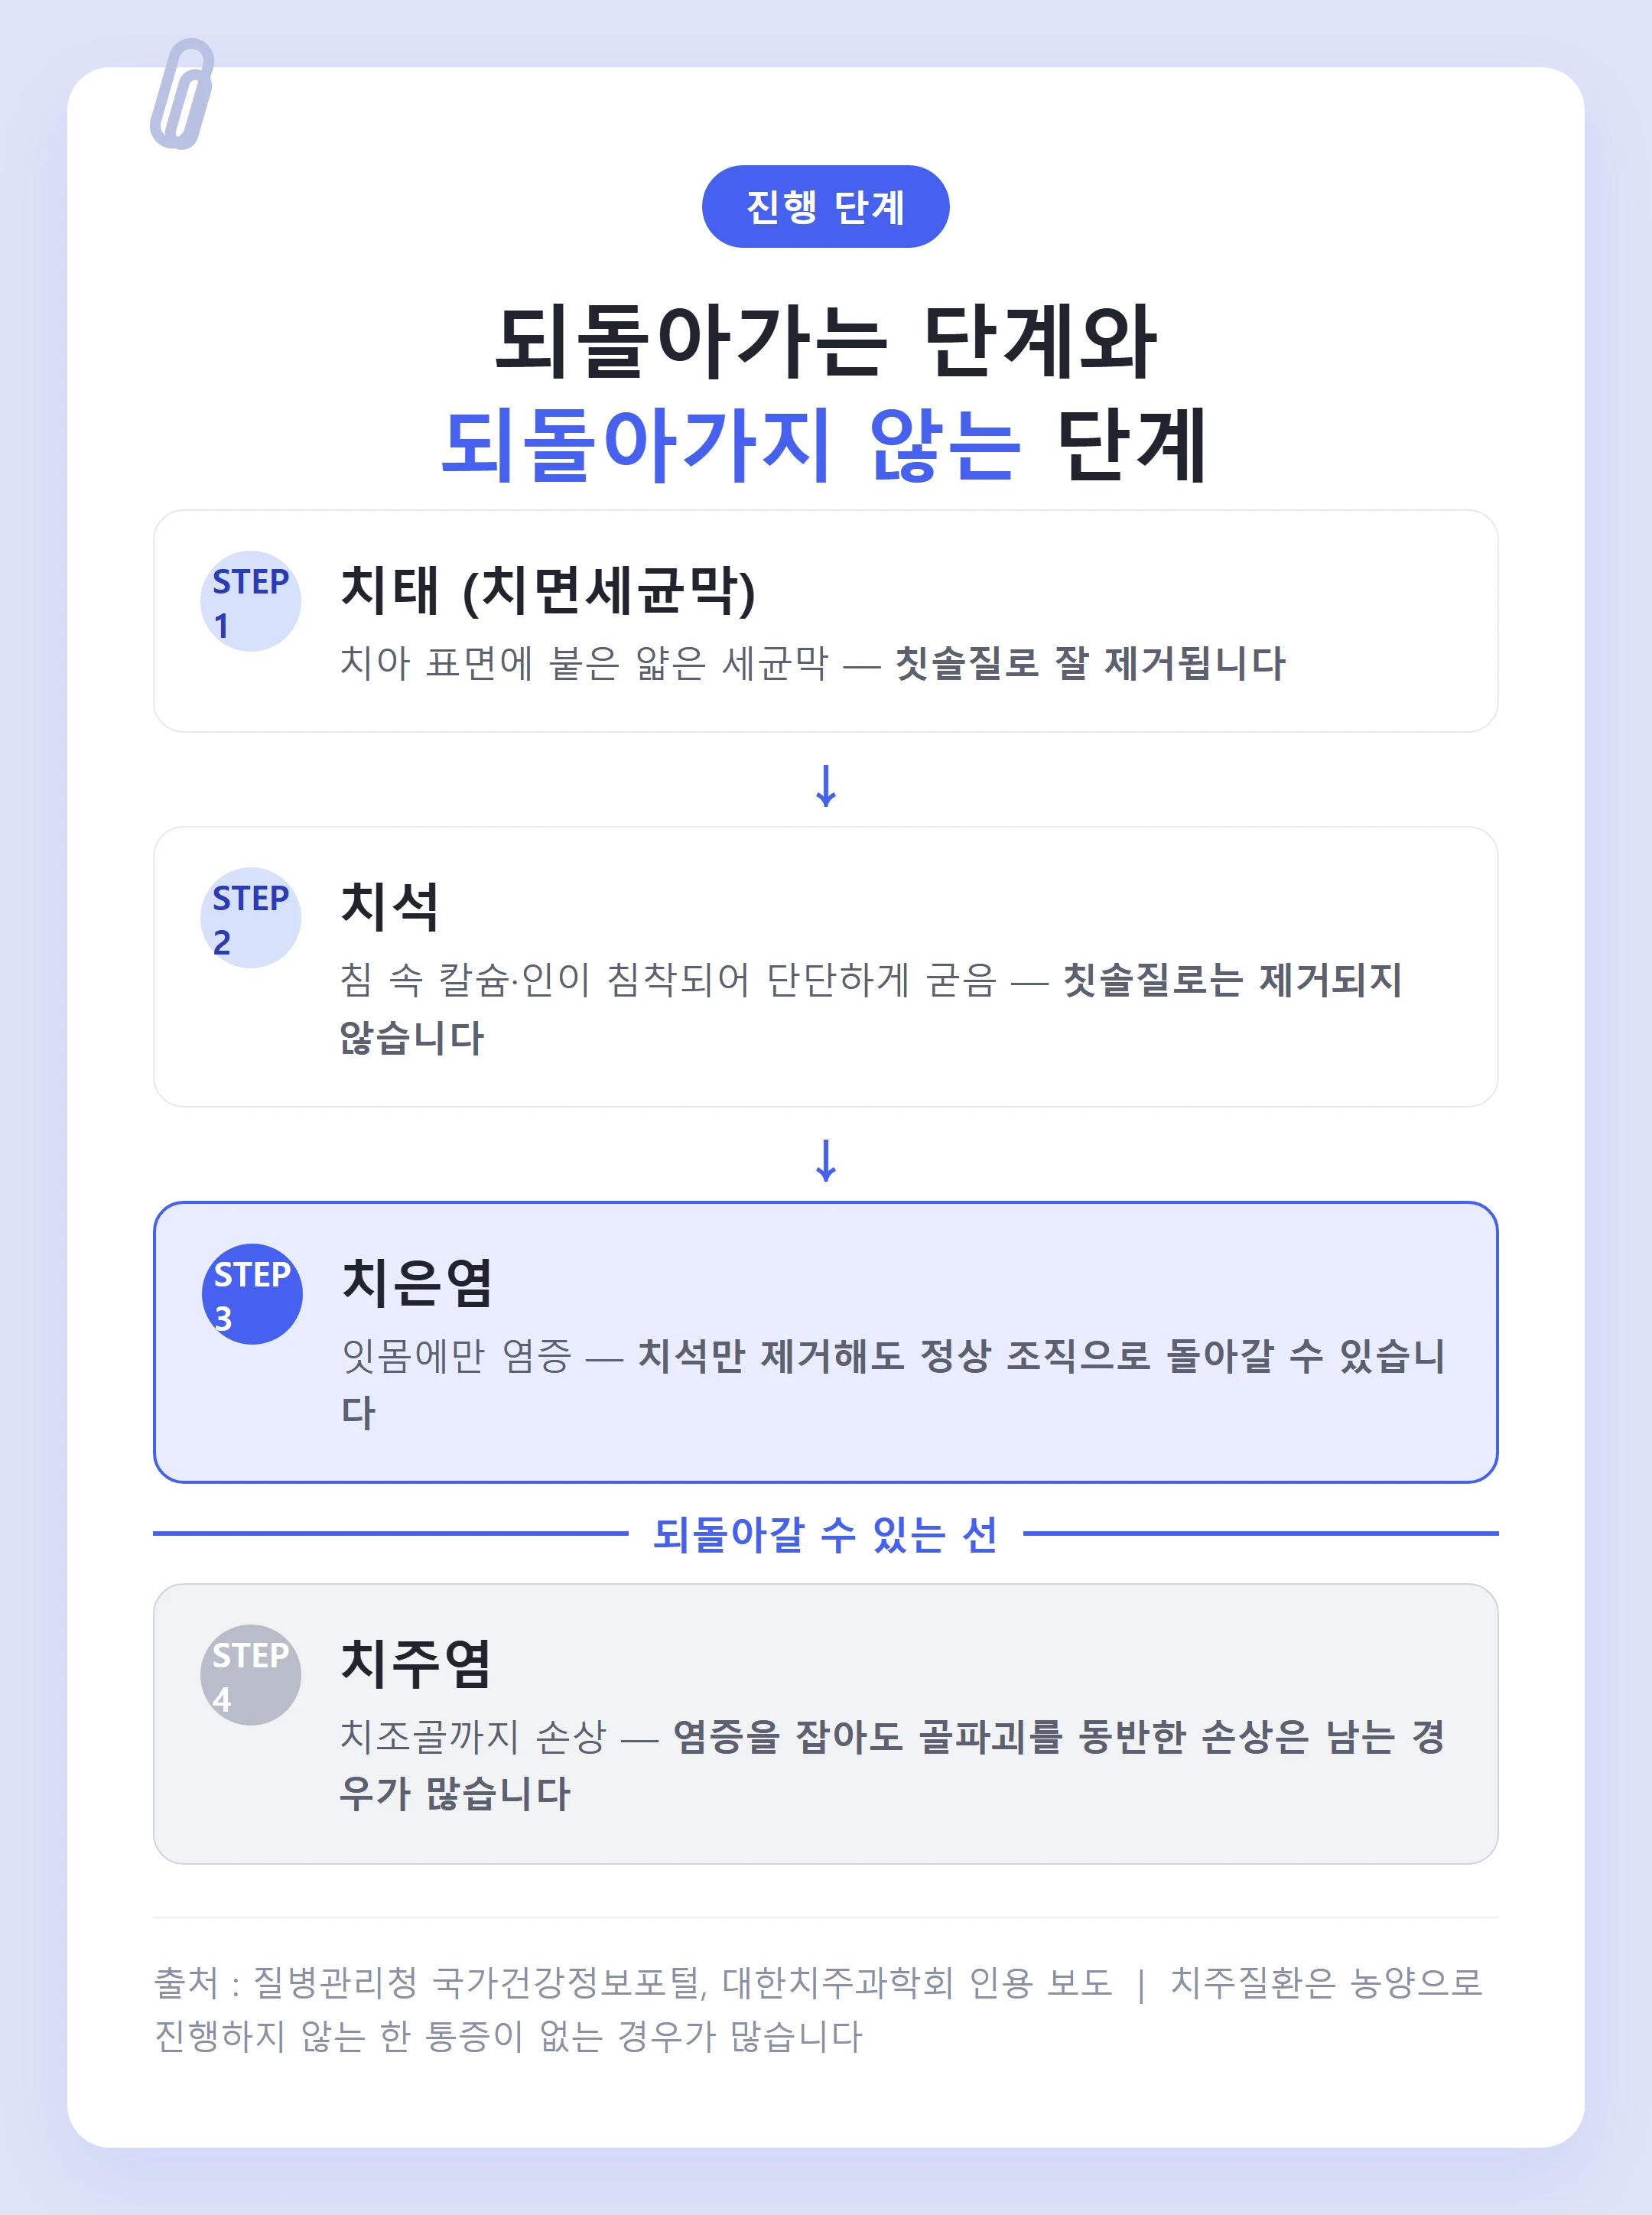 진행 단계
되돌아가는 단계와
되돌아가지 않는 단계
STEP
1
치태 (치면세균막)
치아 표면에 붙은 얇은 세균막 — 칫솔질로 잘 제거됩니다
↓
STEP
2
치석
침 속 칼슘·인이 침착되어 단단하게 굳음 — 칫솔질로는 제거되지
않습니다
↓
STEP
3
치은염
잇몸에만 염증 — 치석만 제거해도 정상 조직으로 돌아갈 수 있습니
다
되돌아갈 수 있는 선
STEP
4
치주염
치조골까지 손상 — 염증을 잡아도 골파괴를 동반한 손상은 남는 경
우가 많습니다
출처 : 질병관리청 국가건강정보포털, 대한치주과학회 인용 보도 | 치주질환은 농양으로
진행하지 않는 한 통증이 없는 경우가 많습니다